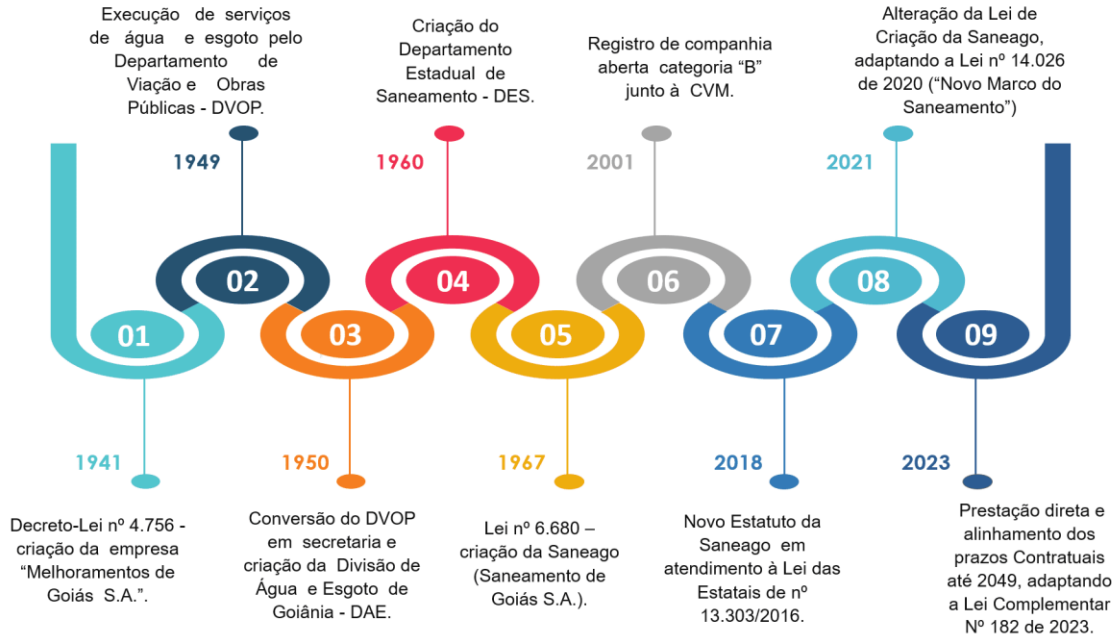 Execução de serviços
de água e esgoto pelo
Departamento de
Viação e Obras
Públicas - DVOP.
Criação do
Departamento
Estadual de
Saneamento - DES.
Registro de companhia
aberta categoria “B”
junto à CVM.
Alteração da Lei de
Criação da Saneago,
adaptando a Lei nº 14.026
de 2020 (“Novo Marco do
Saneamento”)
1949
1960
2001
2021
02
04
06
08
01
03
05
07
09
1941
1950
1967
2018
2023
Decreto-Lei nº 4.756 -
criação da empresa
“Melhoramentos de
Goiás S.A.”.
Conversão do DVOP
em secretaria e
criação da Divisão de
Água e Esgoto de
Goiânia - DAE.
Lei nº 6.680 –
criação da Saneago
(Saneamento de
Goiás S.A.).
Novo Estatuto da
Saneago em
atendimento à Lei das
Estatais de nº
13.303/2016.
Prestação direta e
alinhamento dos
prazos Contratuais
até 2049, adaptando
a Lei Complementar
Nº 182 de 2023.